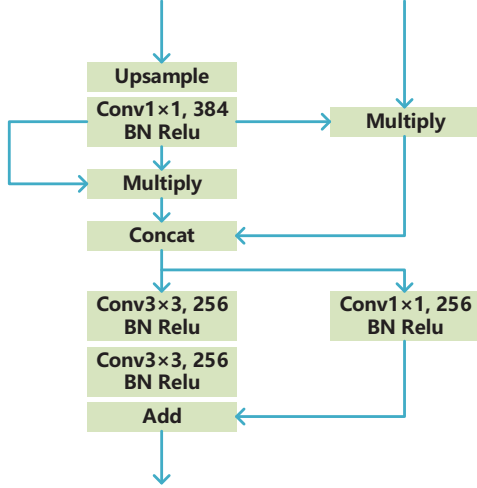 Upsample
Conv1×1, 384
BN Relu
Multiply
Multiply
Concat
Conv3×3, 256
BN Relu
Conv1×1, 256
BN Relu
Conv3×3, 256
BN Relu
Add